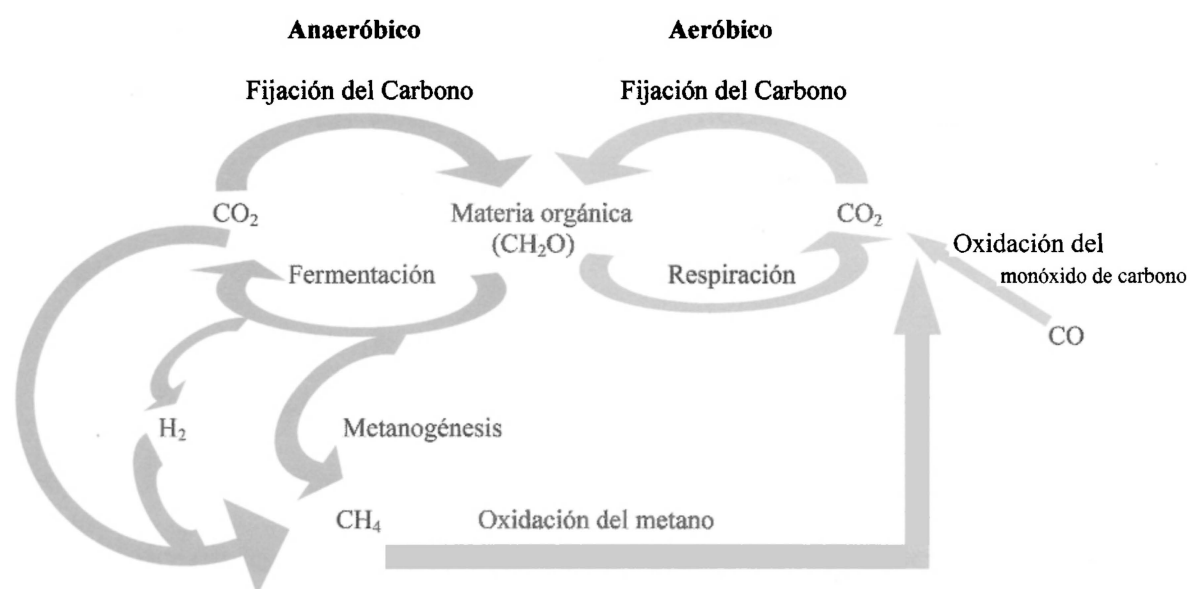 Anaeróbico
Aeróbico
Fijación del Carbono
Fijación del Carbono
CO₂
Materia orgánica
(CH₂O)
CO₂
Fermentación
Respiración
Oxidación del
monóxido de carbono
CO
H₂
Metanogénesis
CH₄
Oxidación del metano